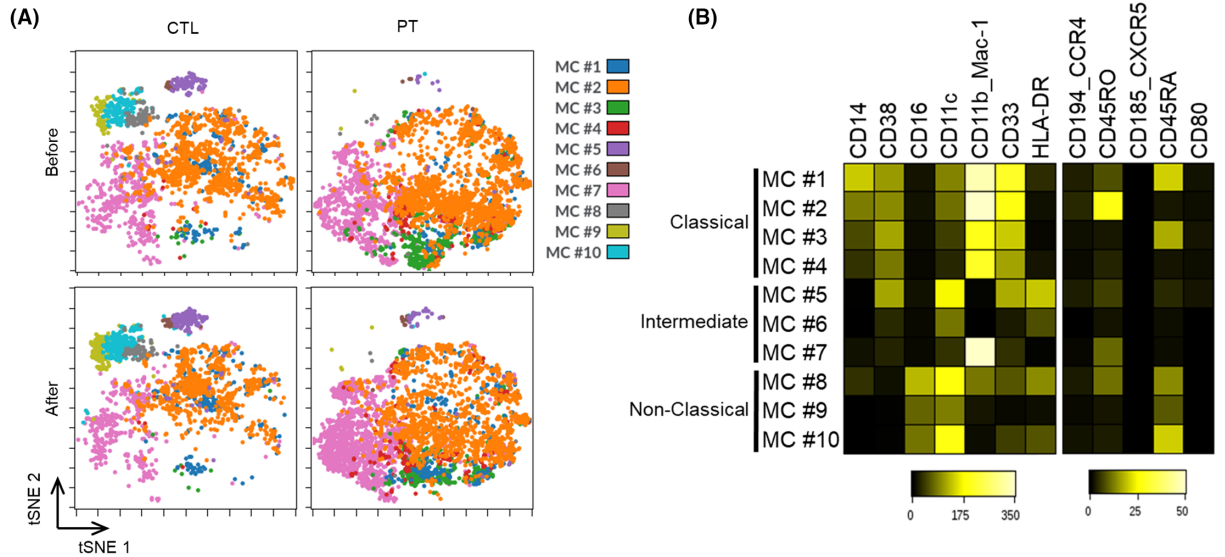 (A)
CTL
PT
Before
After
tSNE 2
tSNE 1
MC #1
MC #2
MC #3
MC #4
MC #5
MC #6
MC #7
MC #8
MC #9
MC #10
(B)
CD14
CD38
CD16
CD11c
CD11b_Mac-1
CD33
HLA-DR
CD194_CCR4
CD45RO
CD185_CXCR5
CD45RA
CD80
Classical
Intermediate
Non-Classical
MC #1
MC #2
MC #3
MC #4
MC #5
MC #6
MC #7
MC #8
MC #9
MC #10
0 175 350
0 25 50